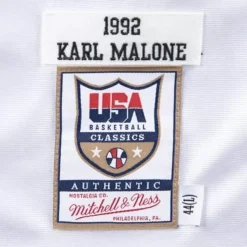 1992
KARL MALONE
USA
BASKETBALL
CLASSICS
AUTHENTIC
NOSTALGIA CO.
Mitchell & Ness
PHILADELPHIA, PA.
44(L)